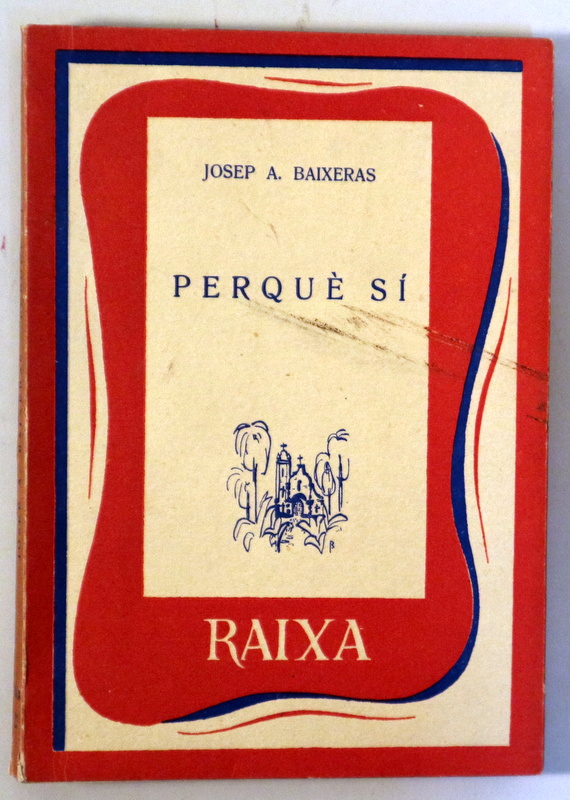 JOSEP A. BAIXERAS
PERQUÈ SÍ
RAIXA